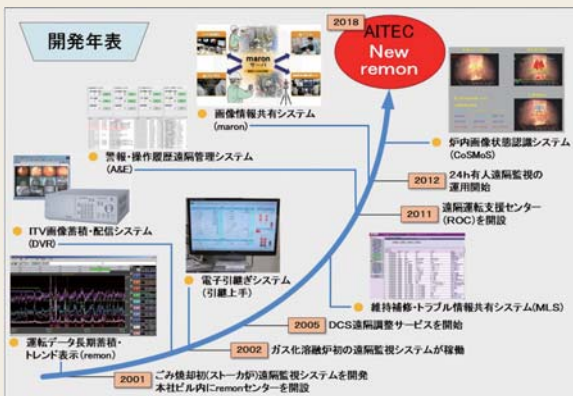 開発年表
2018
AITEC
New
remon
maron
サーバ
画像情報共有システム
(maron)
警報・操作履歴遠隔管理システム
(A&E)
ITV画像蓄積・配信システム
(DVR)
運転データ長期蓄積・
トレンド表示(remon)
電子引継ぎシステム
(引継上手)
炉内画像状態認識システム
(CoSMoS)
2012
24h有人遠隔監視の
運用開始
2011
遠隔運転支援センター
(ROC)を開設
維持補修・トラブル情報共有システム(MLS)
2005
DCS遠隔調整サービスを開始
2002
ガス化溶融炉初の遠隔監視システムが稼働
2001
ごみ焼却初(ストーカ炉)遠隔監視システムを開発
本社ビル内にremonセンターを開設